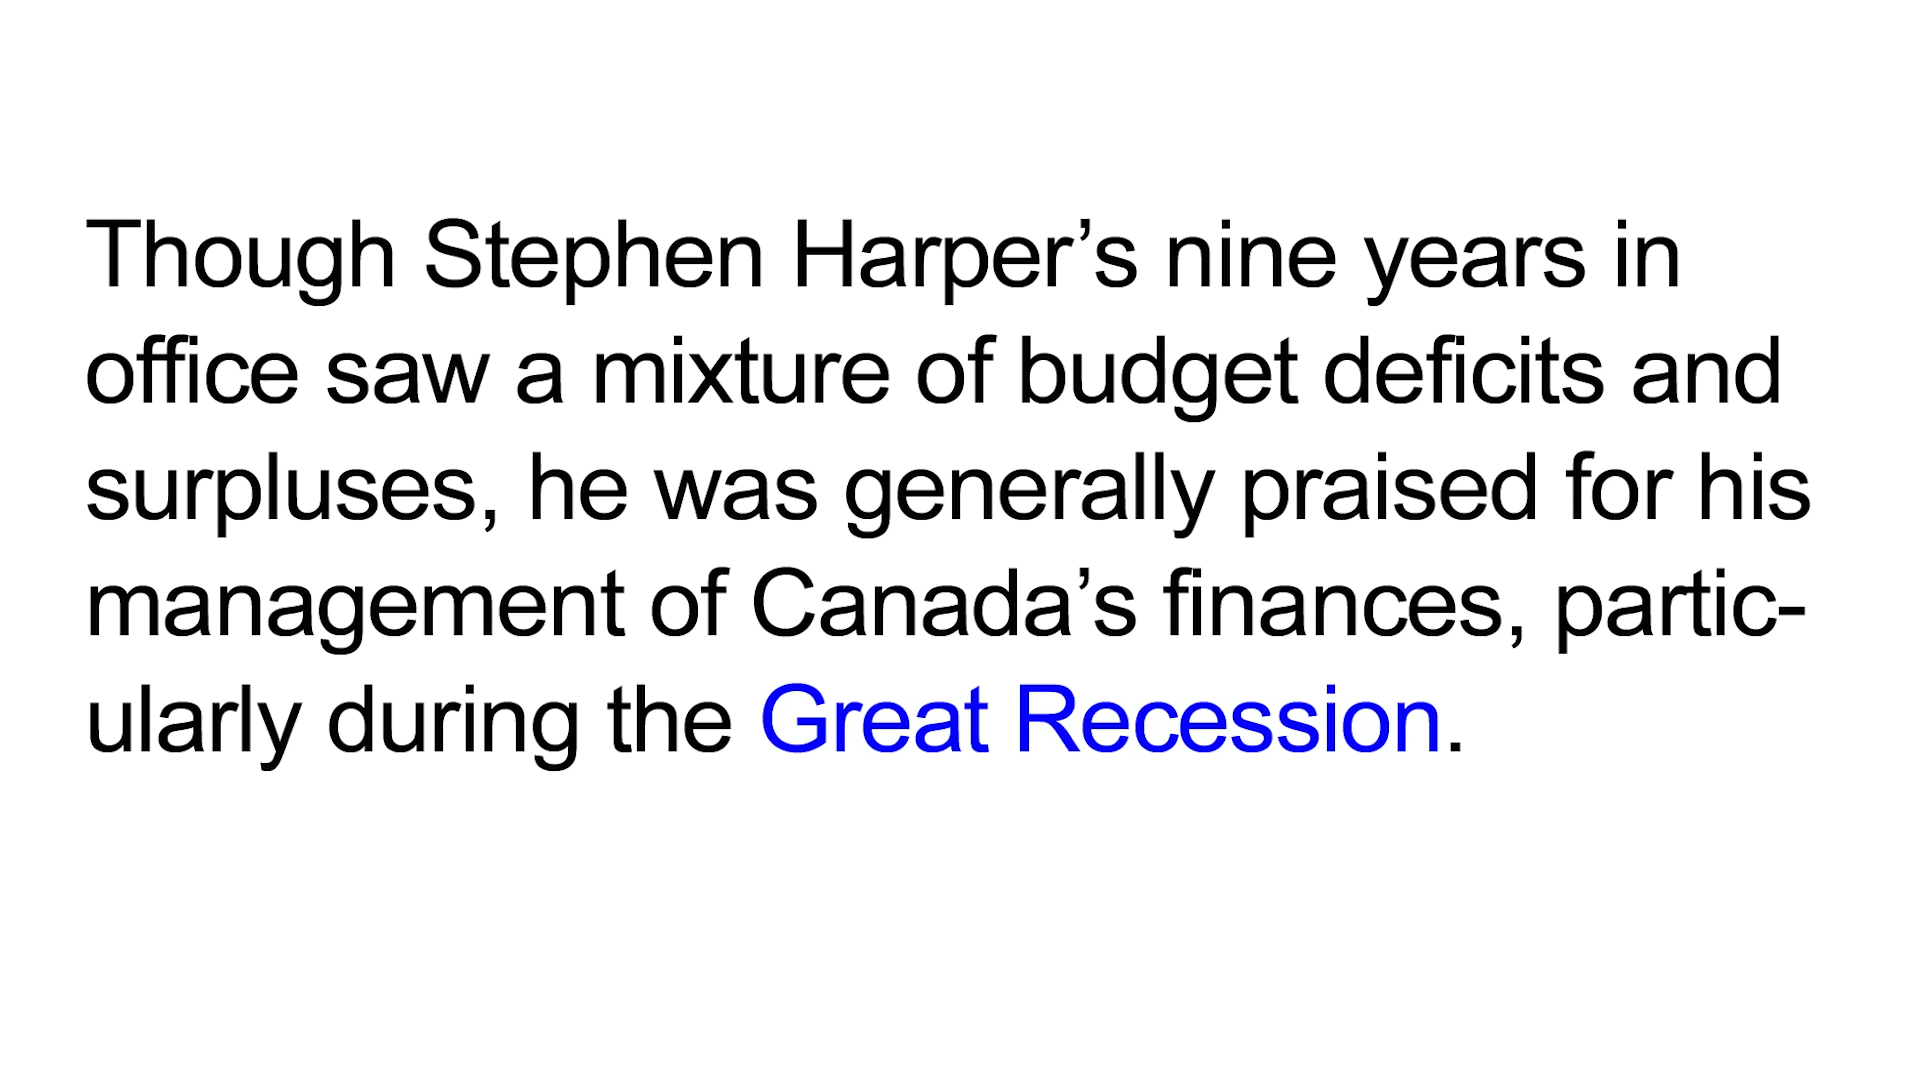 Though Stephen Harper’s nine years in
office saw a mixture of budget deficits and
surpluses, he was generally praised for his
management of Canada’s finances, partic-
ularly during the Great Recession.